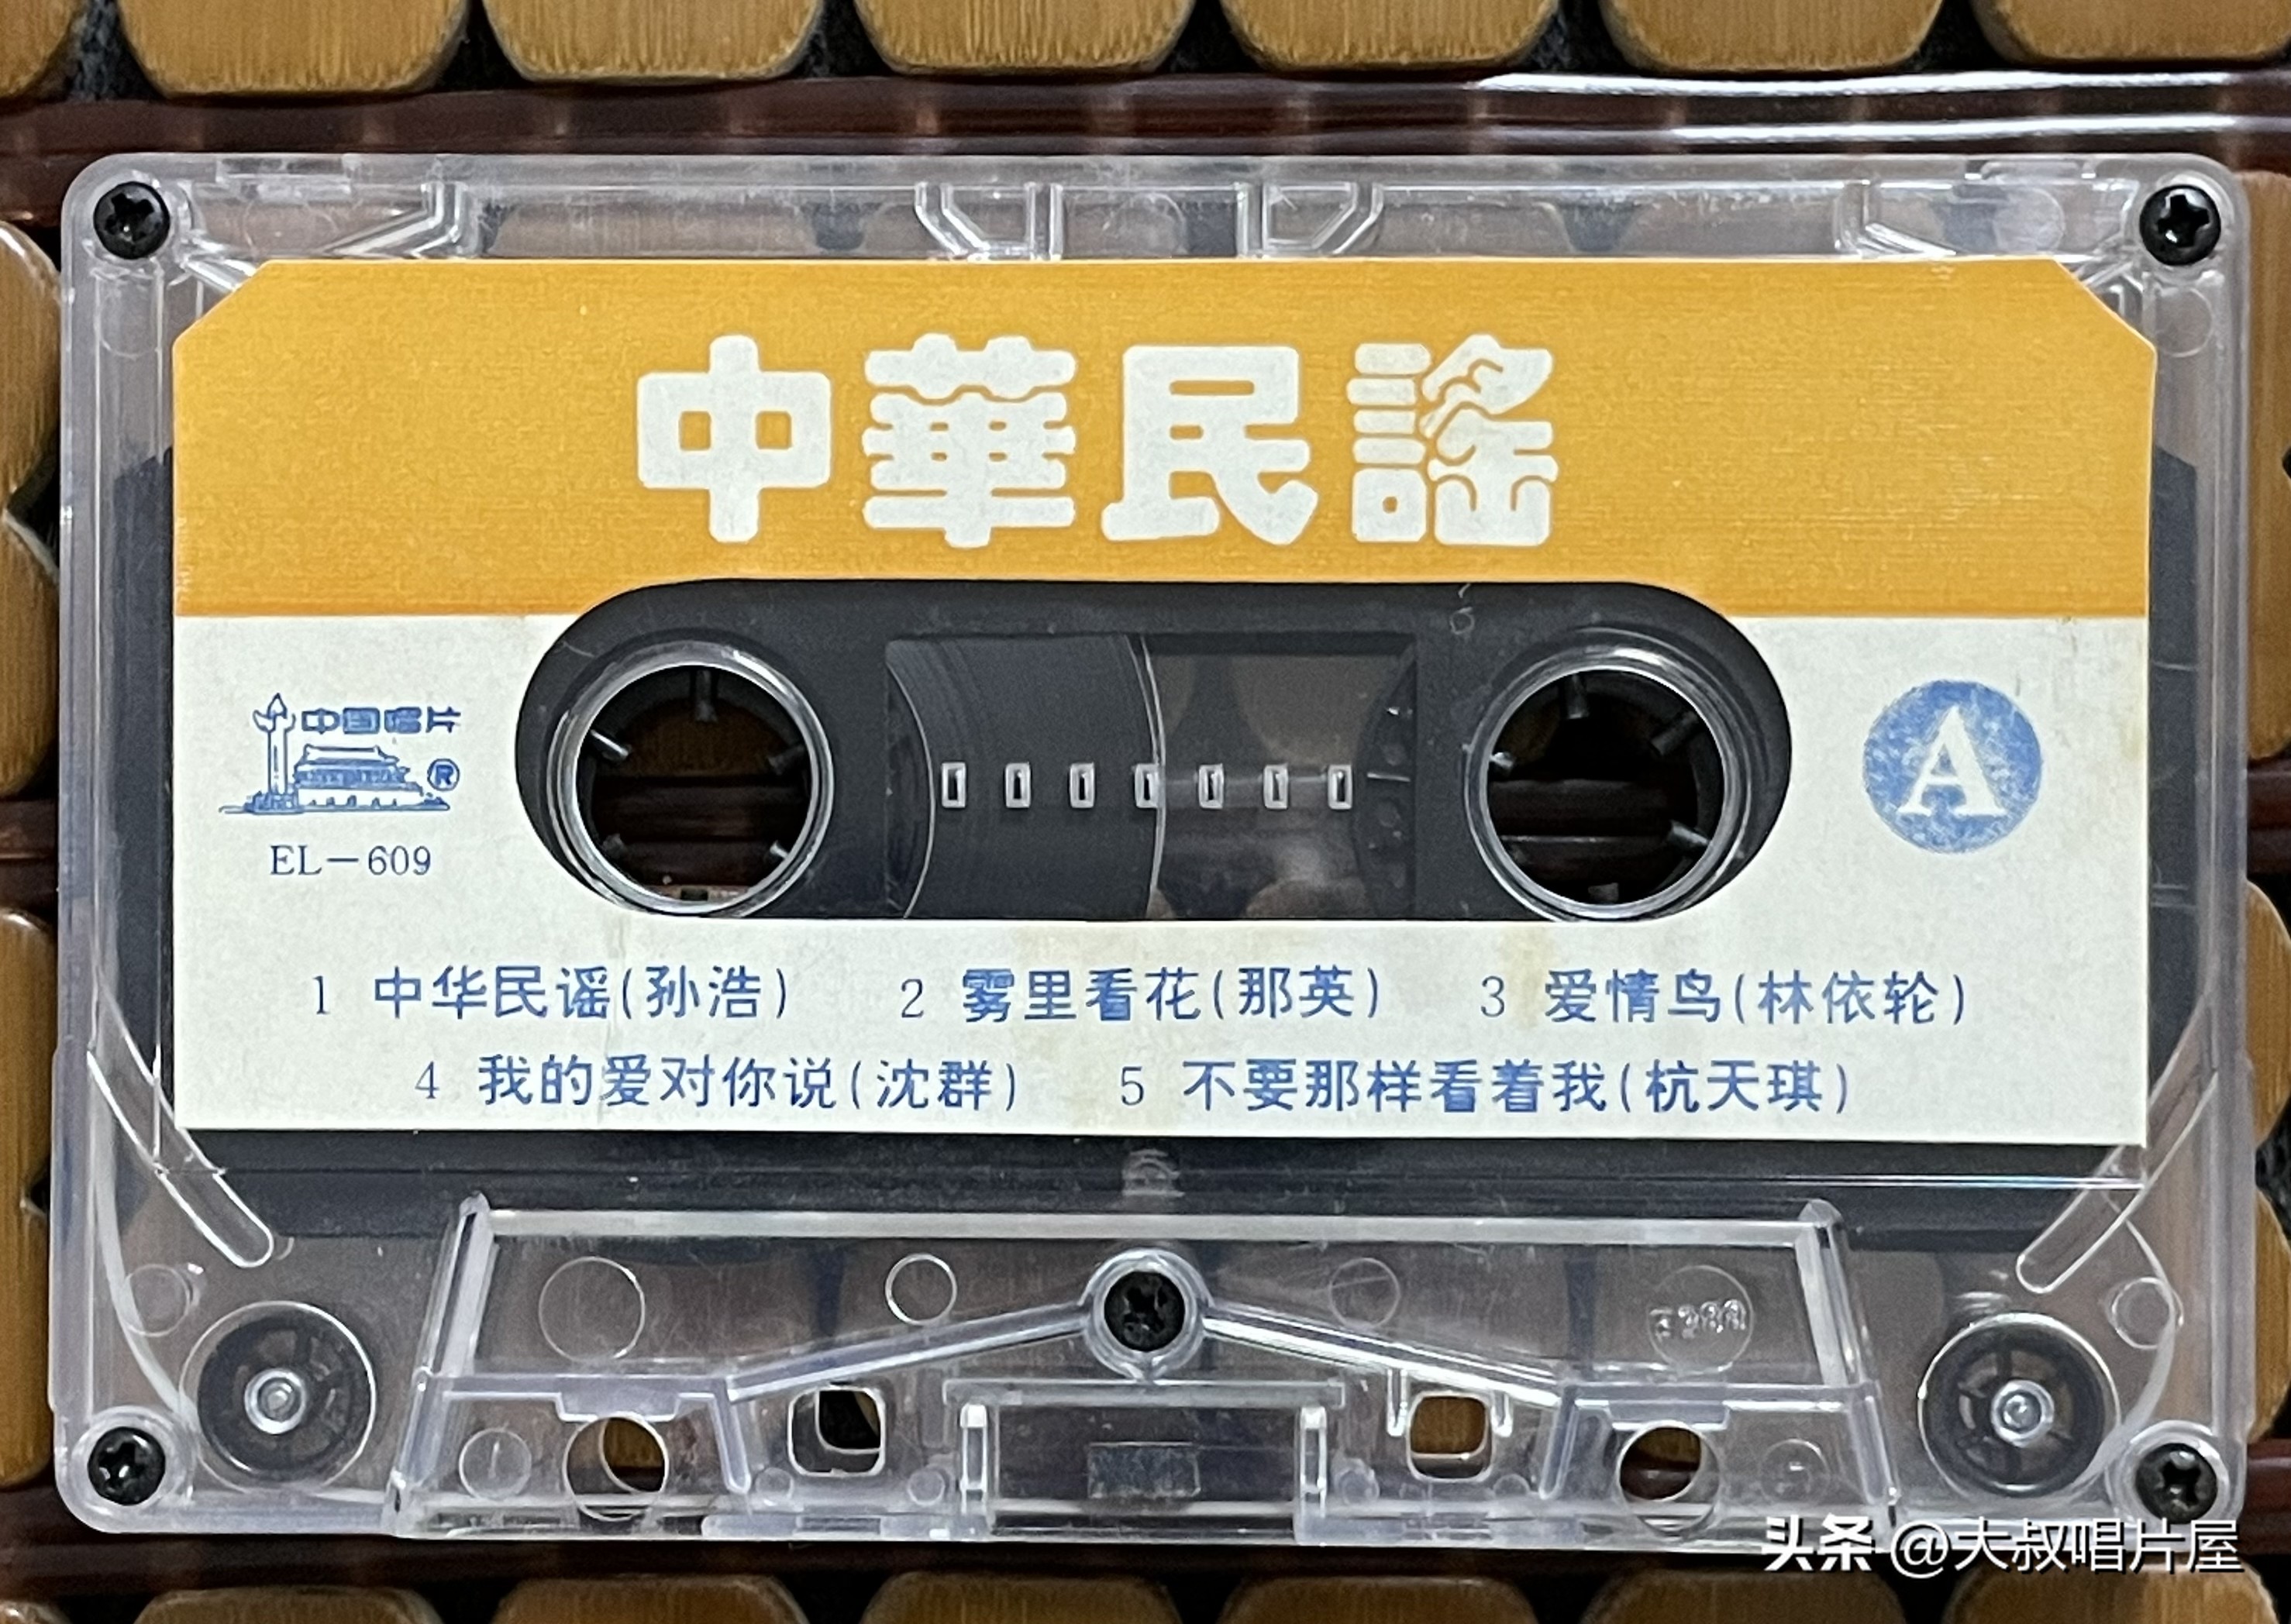 中華民謠
中国唱片
®
A
EL－609
1 中华民谣(孙浩) 2 雾里看花(那英) 3 爱情鸟(林依轮)
4 我的爱对你说(沈群) 5 不要那样看着我(杭天琪)
头条 @大叔唱片屋